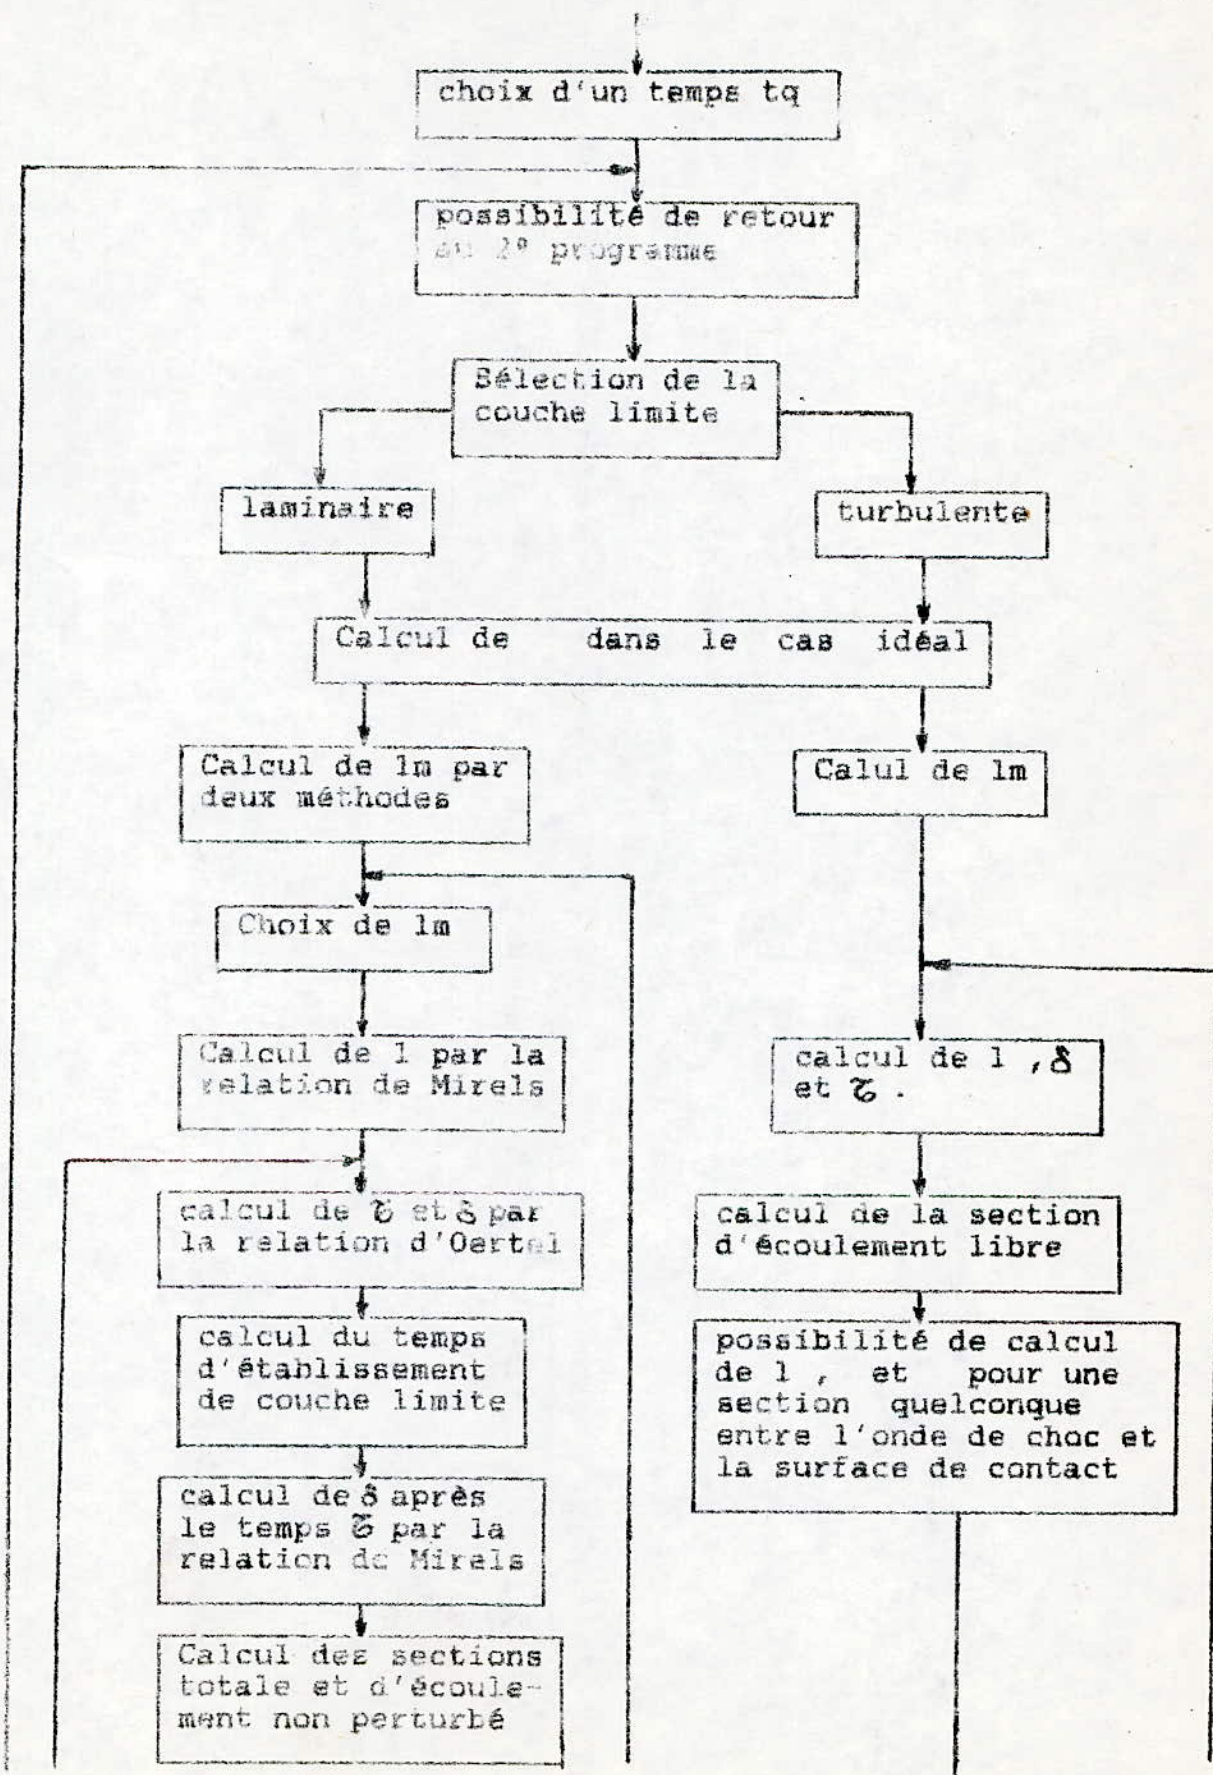 choix d'un temps tq
possibilité de retour
au 2° programme
Sélection de la
couche limite
laminaire
turbulente
Calcul de dans le cas idéal
Calcul de lm par
deux méthodes
Calul de lm
Choix de lm
Calcul de l par la
relation de Mirels
calcul de l , δ
et τ .
calcul de τ et δ par
la relation d'Oertel
calcul de la section
d'écoulement libre
calcul du temps
d'établissement
de couche limite
possibilité de calcul
de l , et pour une
section quelconque
entre l'onde de choc et
la surface de contact
calcul de δ après
le temps τ par la
relation de Mirels
Calcul des sections
totale et d'écoule-
ment non perturbé